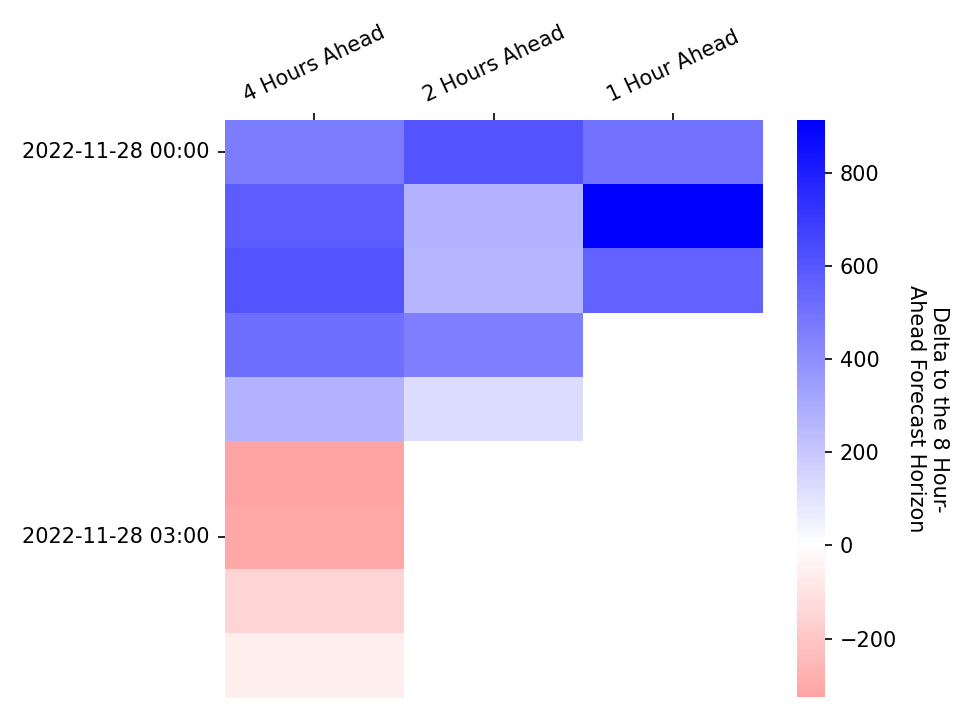 4 Hours Ahead
2 Hours Ahead
1 Hour Ahead
2022-11-28 00:00
2022-11-28 03:00
800
600
400
200
0
−200
Delta to the 8 Hour-
Ahead Forecast Horizon